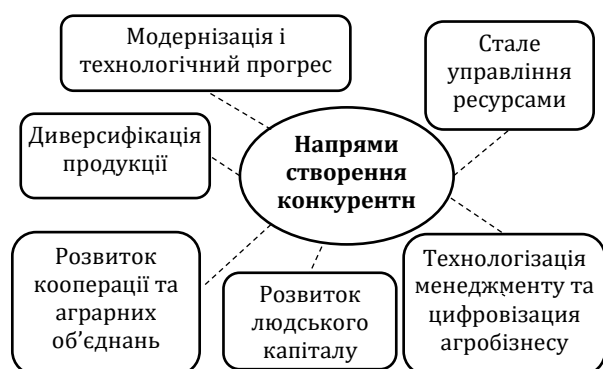 Модернізація і
технологічний прогрес
Стале
управління
ресурсами
Диверсифікація
продукції
Напрями
створення
конкурентн
Розвиток
кооперації та
аграрних
об’єднань
Розвиток
людського
капіталу
Технологізація
менеджменту та
цифровізация
агробізнесу